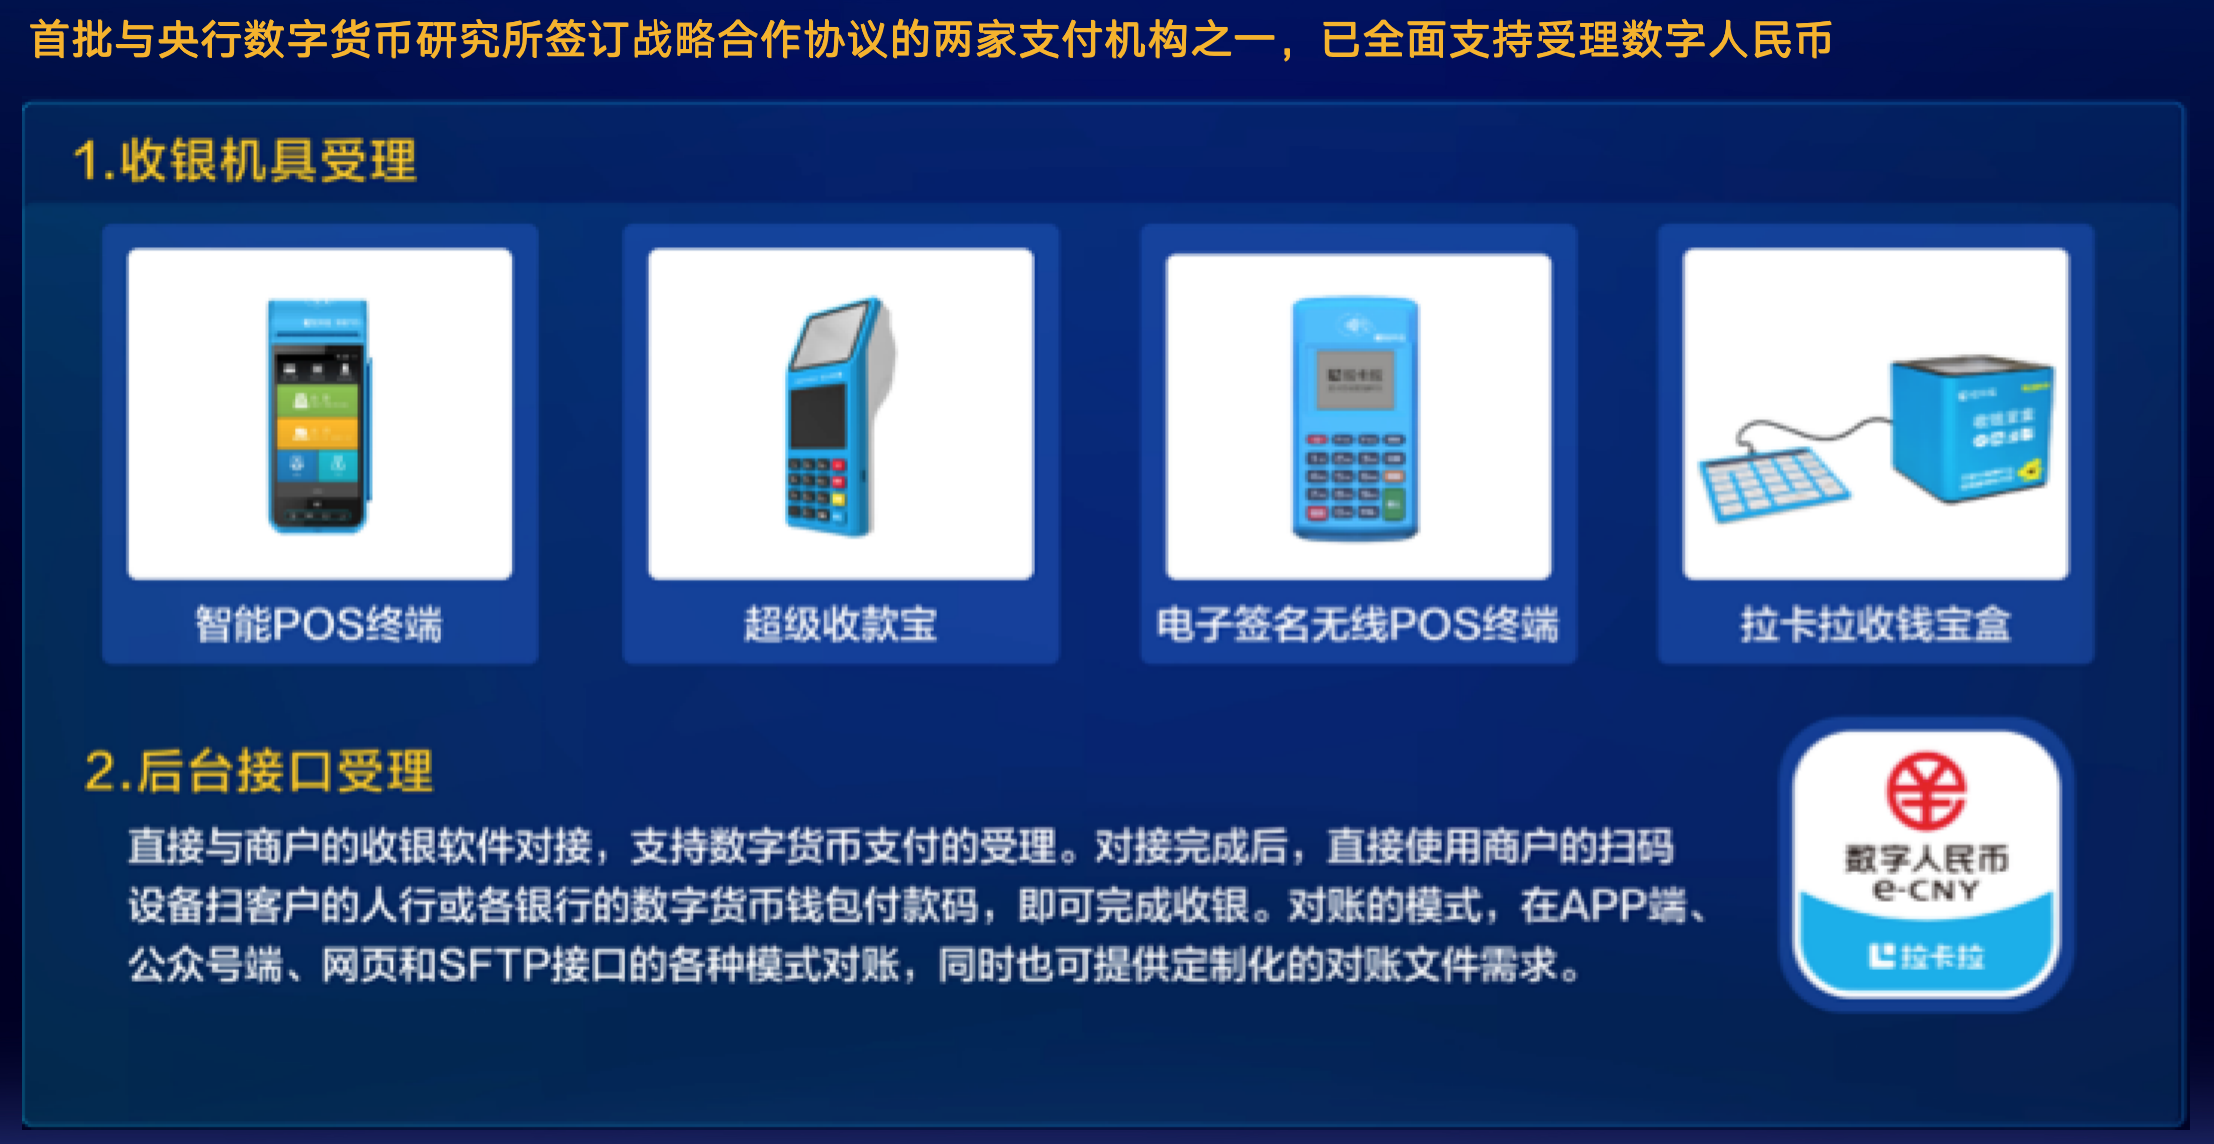 首批与央行数字货币研究所签订战略合作协议的两家支付机构之一，已全面支持受理数字人民币
1.收银机具受理
拉卡拉
智能POS终端
超级收款宝
电子签名无线POS终端
拉卡拉收钱宝盒
2.后台接口受理
直接与商户的收银软件对接，支持数字货币支付的受理。对接完成后，直接使用商户的扫码
设备扫客户的人行或各银行的数字货币钱包付款码，即可完成收银。对账的模式，在APP端、
公众号端、网页和SFTP接口的各种模式对账，同时也可提供定制化的对账文件需求。
数字人民币
e-CNY
拉卡拉